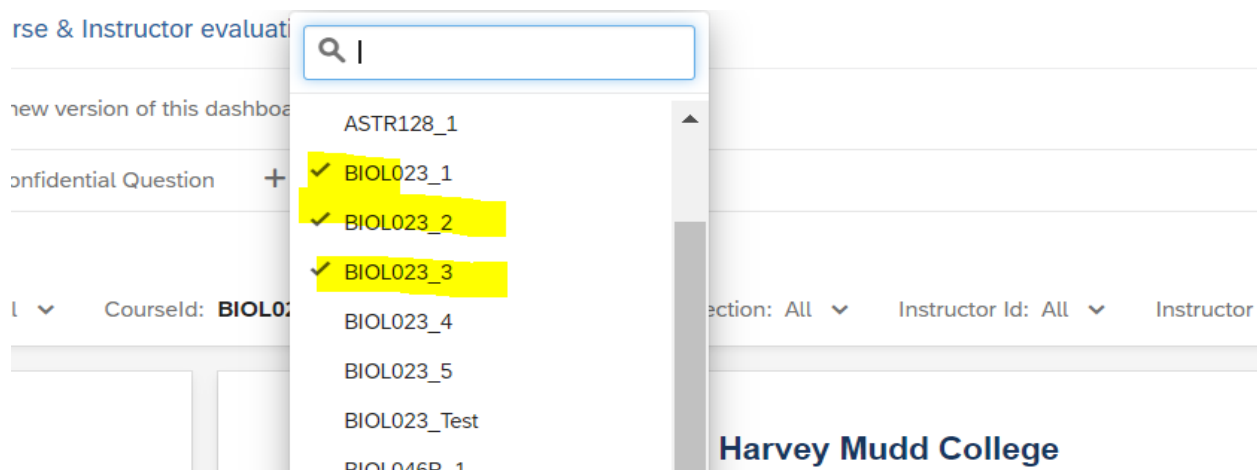 rse & Instructor evaluati
new version of this dashboa
ASTR128_1
onfidential Question +
BIOL023_1
BIOL023_2
BIOL023_3
l CourseId: BIOL02 ection: All Instructor Id: All Instructor
BIOL023_4
BIOL023_5
BIOL023_Test
Harvey Mudd College
BIOL046R_1